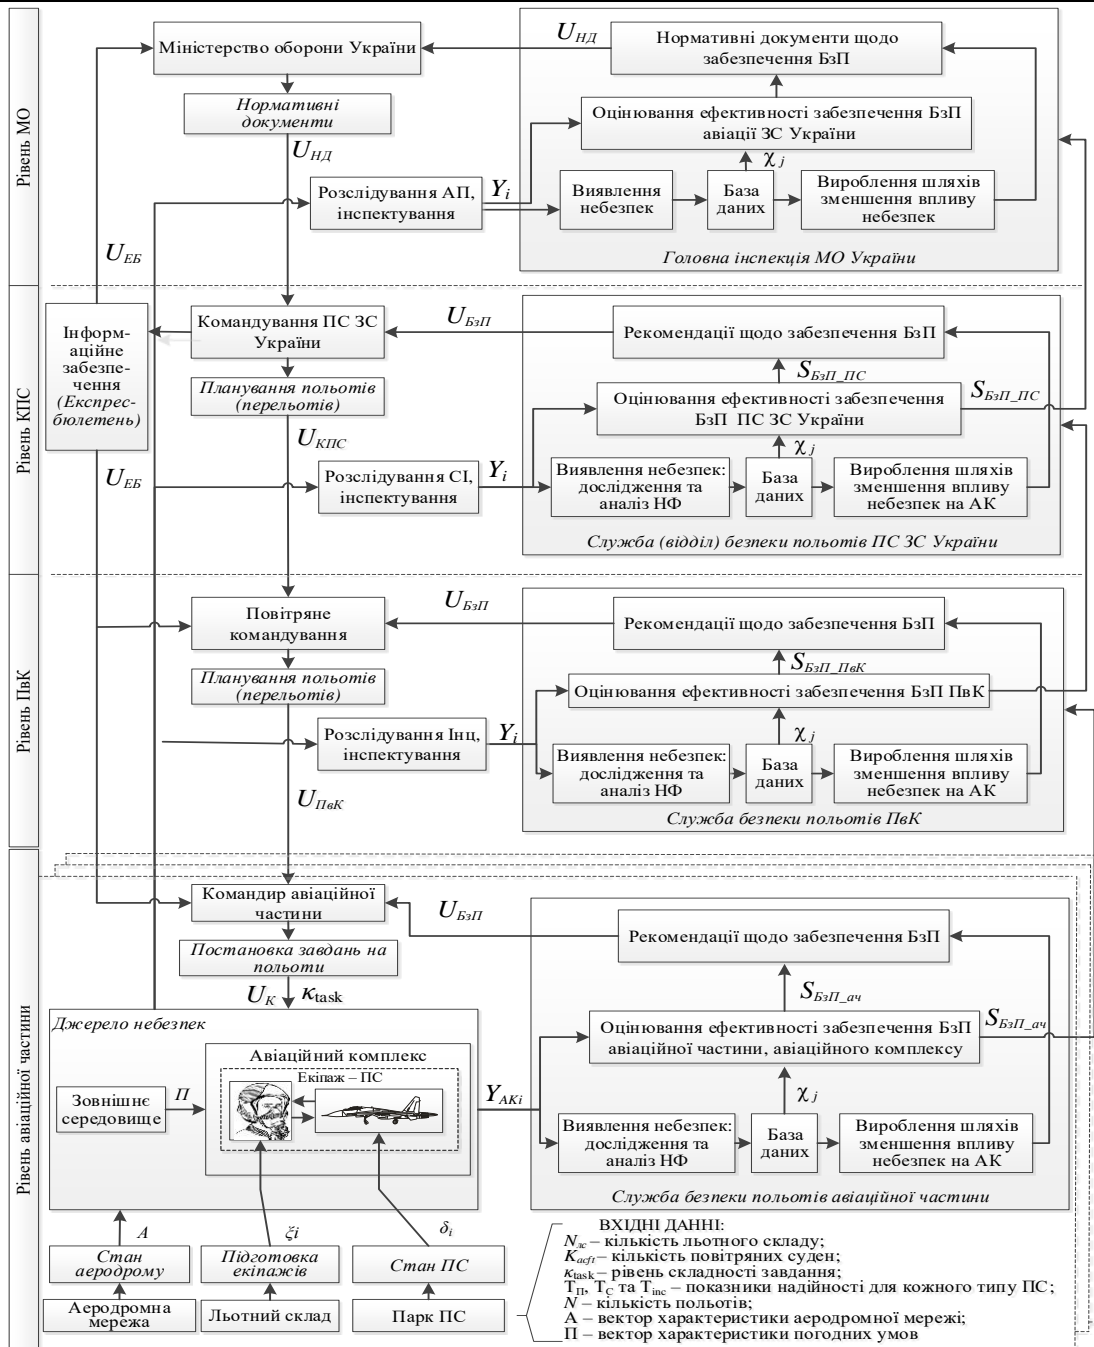 Рівень МО
Міністерство оборони України
U_НД
Нормативні документи щодо
забезпечення БзП
Нормативні
документи
U_НД
Оцінювання ефективності забезпечення БзП
авіації ЗС України
χ_j
Розслідування АП,
інспектування
Y_i
Виявлення
небезпек
База
даних
Вироблення шляхів
зменшення впливу
небезпек
Головна інспекція МО України
U_ЕБ
Рівень КПС
Інформ-
аційне
забезпе-
чення
(Експрес-
бюлетень)
U_ЕБ
Командування ПС ЗС
України
U_БзП
Рекомендації щодо забезпечення БзП
Планування польотів
(перельотів)
S_БзП_ПС
S_БзП_ПС
Оцінювання ефективності забезпечення
БзП ПС ЗС України
U_КПС
χ_j
Розслідування СІ,
інспектування
Y_i
Виявлення небезпек:
дослідження та
аналіз НФ
База
даних
Вироблення шляхів
зменшення впливу
небезпек на АК
Служба (відділ) безпеки польотів ПС ЗС України
Рівень ПвК
Повітряне
командування
U_БзП
Рекомендації щодо забезпечення БзП
Планування польотів
(перельотів)
S_БзП_ПвК
Оцінювання ефективності забезпечення БзП ПвК
χ_j
Розслідування Інц,
інспектування
Y_i
Виявлення небезпек:
дослідження та
аналіз НФ
База
даних
Вироблення шляхів
зменшення впливу
небезпек на АК
Служба безпеки польотів ПвК
U_ПвК
Рівень авіаційної частини
Командир авіаційної
частини
U_БзП
Рекомендації щодо забезпечення БзП
Постановка завдань на
польоти
U_К κ_task
S_БзП_ач
S_БзП_ач
Оцінювання ефективності забезпечення БзП
авіаційної частини, авіаційного комплексу
Джерело небезпек
Авіаційний комплекс
Екіпаж – ПС
Зовнішнє
середовище
П
Y_АКі
χ_j
Виявлення небезпек:
дослідження та
аналіз НФ
База
даних
Вироблення шляхів
зменшення впливу
небезпек на АК
Служба безпеки польотів авіаційної частини
А
ξi
δ_i
Стан
аеродрому
Підготовка
екіпажів
Стан ПС
Аеродромна
мережа
Льотний склад
Парк ПС
ВХІДНІ ДАННІ:
N_лс – кількість льотного складу;
K_acft – кількість повітряних суден;
κ_task – рівень складності завдання;
Т_П, Т_С та Т_inc – показники надійності для кожного типу ПС;
N – кількість польотів;
А – вектор характеристики аеродромної мережі;
П – вектор характеристики погодних умов